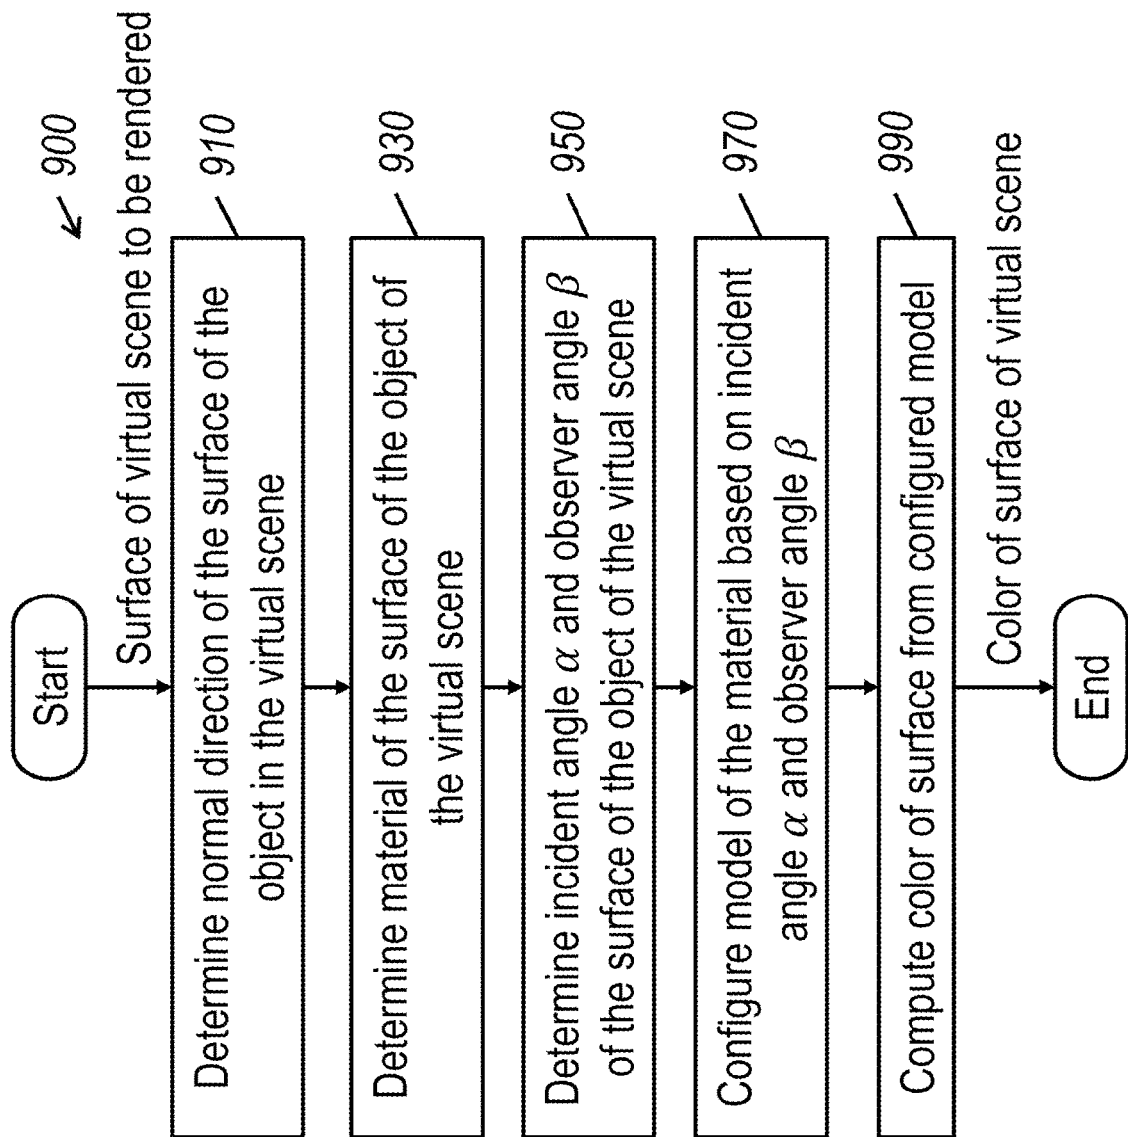 900
Start
Surface of virtual scene to be rendered
910
Determine normal direction of the surface of the
object in the virtual scene
930
Determine material of the surface of the object of
the virtual scene
950
Determine incident angle α and observer angle β
of the surface of the object of the virtual scene
970
Configure model of the material based on incident
angle α and observer angle β
990
Compute color of surface from configured model
Color of surface of virtual scene
End